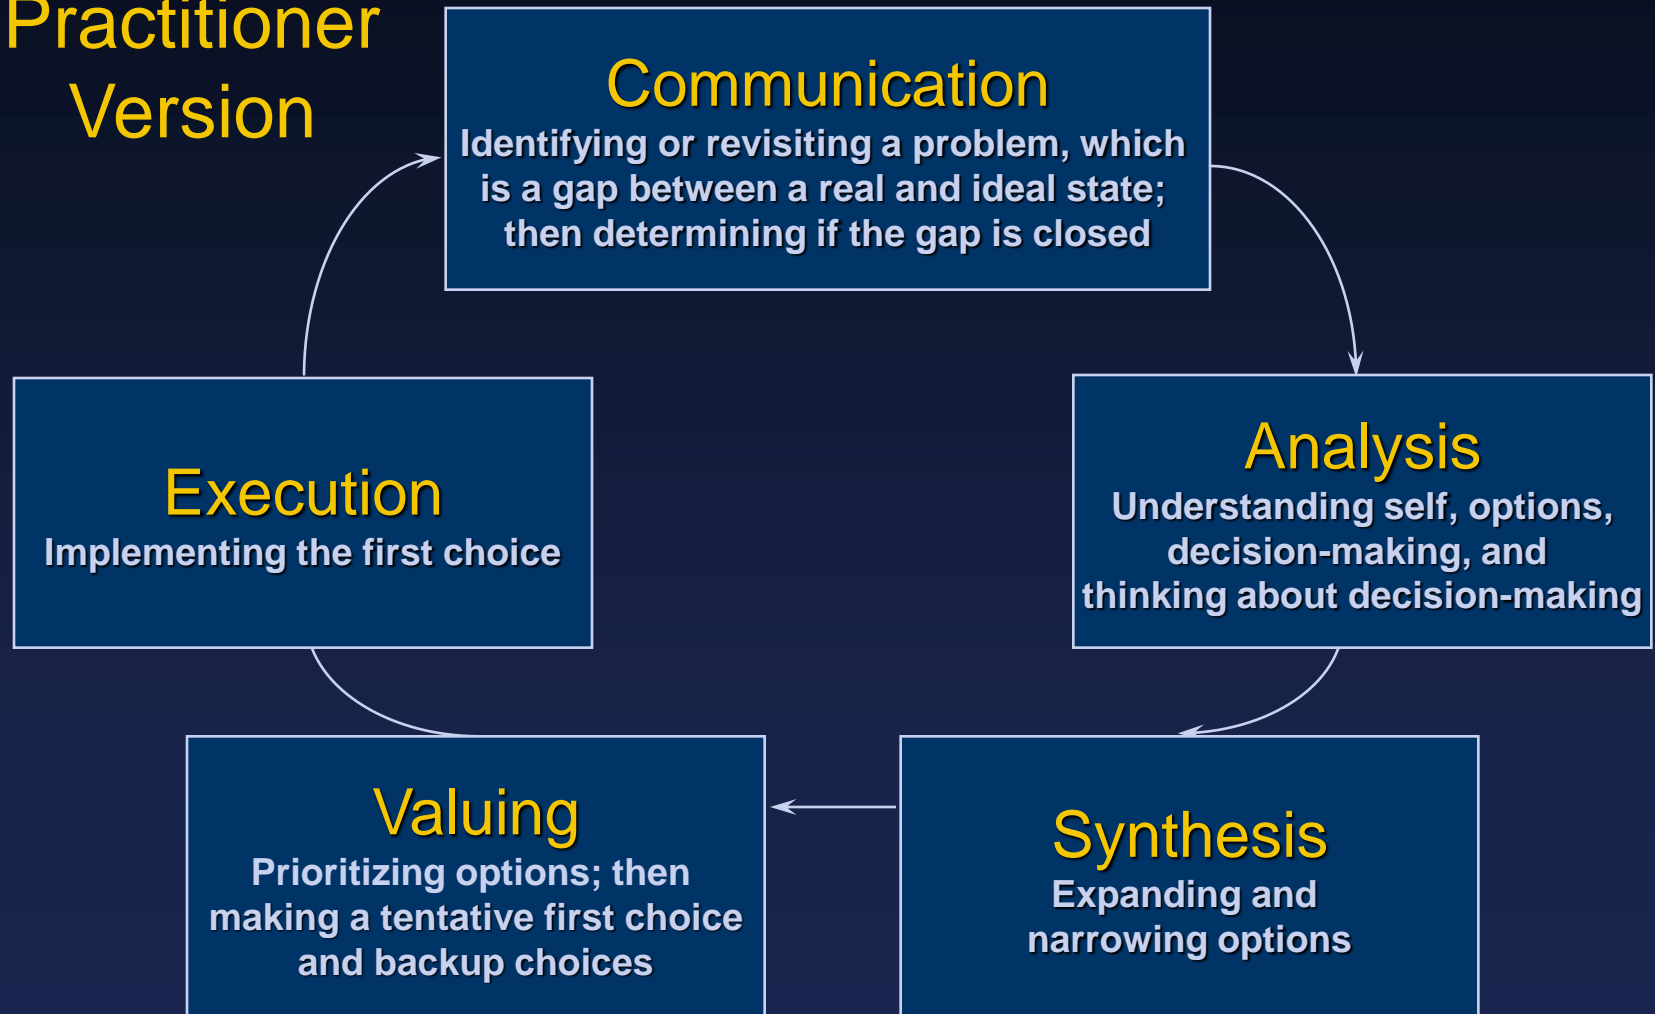 Practitioner
Version
Communication
Identifying or revisiting a problem, which
is a gap between a real and ideal state;
then determining if the gap is closed
Analysis
Understanding self, options,
decision-making, and
thinking about decision-making
Synthesis
Expanding and
narrowing options
Valuing
Prioritizing options; then
making a tentative first choice
and backup choices
Execution
Implementing the first choice